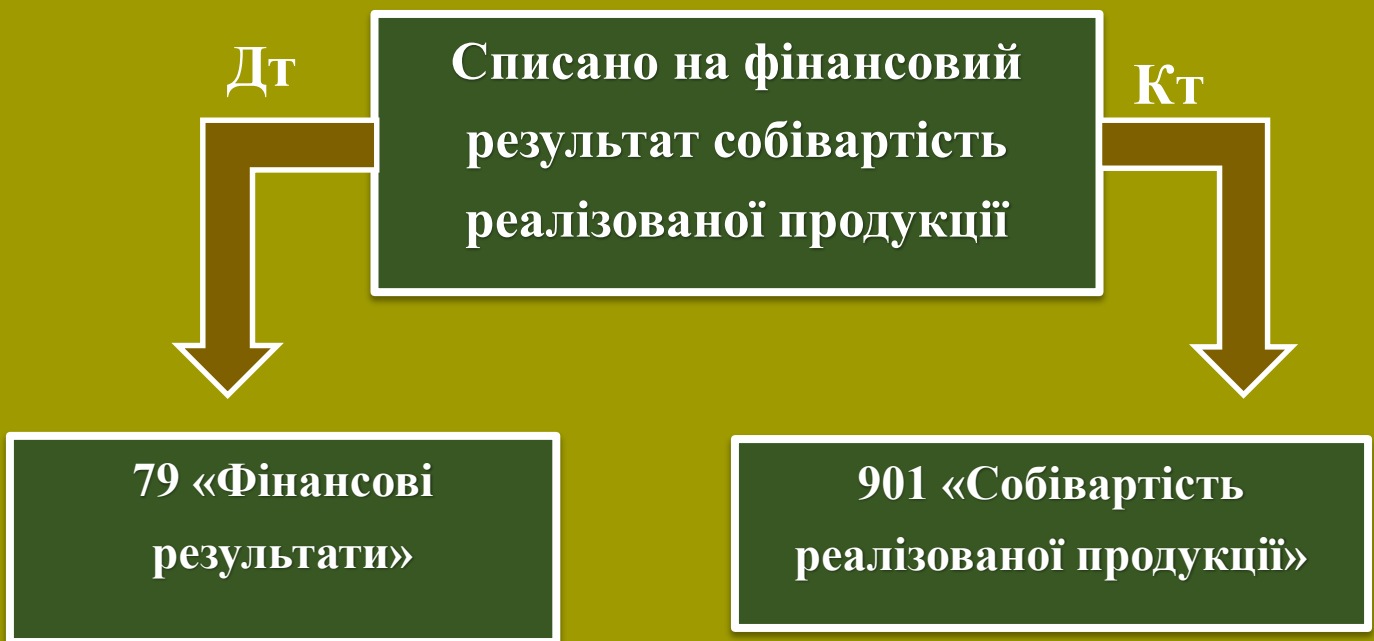 Дт
Списано на фінансовий
результат собівартість
реалізованої продукції
Кт
79 «Фінансові
результати»
901 «Собівартість
реалізованої продукції»